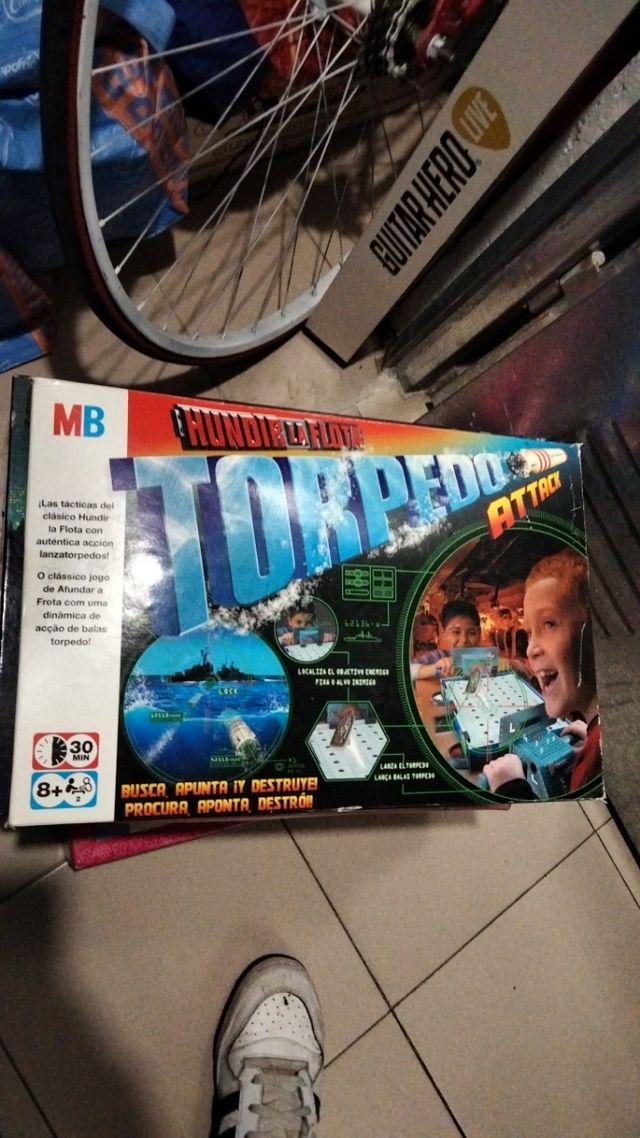 GUITAR HERO LIVE
MB
¡HUNDIR LA FLOTA!
TORPEDO
ATTACK
¡Las tácticas del
clásico Hundir
la Flota con
auténtica acción
lanzatorpedos!
O clássico jogo
de Afundar a
Frota com uma
dinâmica de
acção de balas
torpedo!
LOCK
LOCALIZA EL OBJETIVO ENEMIGO
FIXA O ALVO INIMIGO
LANZA EL TORPEDO
LANÇA BALAS TORPEDO
30
MIN
8+
2
BUSCA, APUNTA ¡Y DESTRUYE!
PROCURA, APONTA, DESTRÓI!